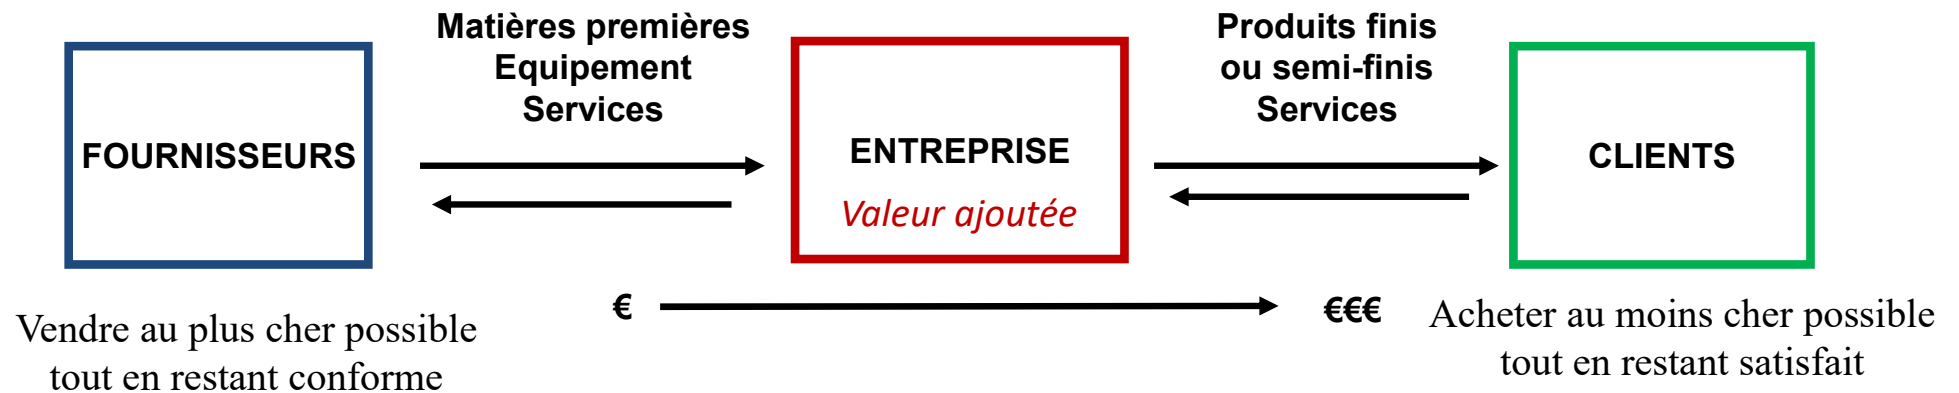 Matières premières
Equipement
Services
Produits finis
ou semi-finis
Services
FOURNISSEURS
ENTREPRISE
Valeur ajoutée
CLIENTS
€
€€€
Vendre au plus cher possible
tout en restant conforme
Acheter au moins cher possible
tout en restant satisfait